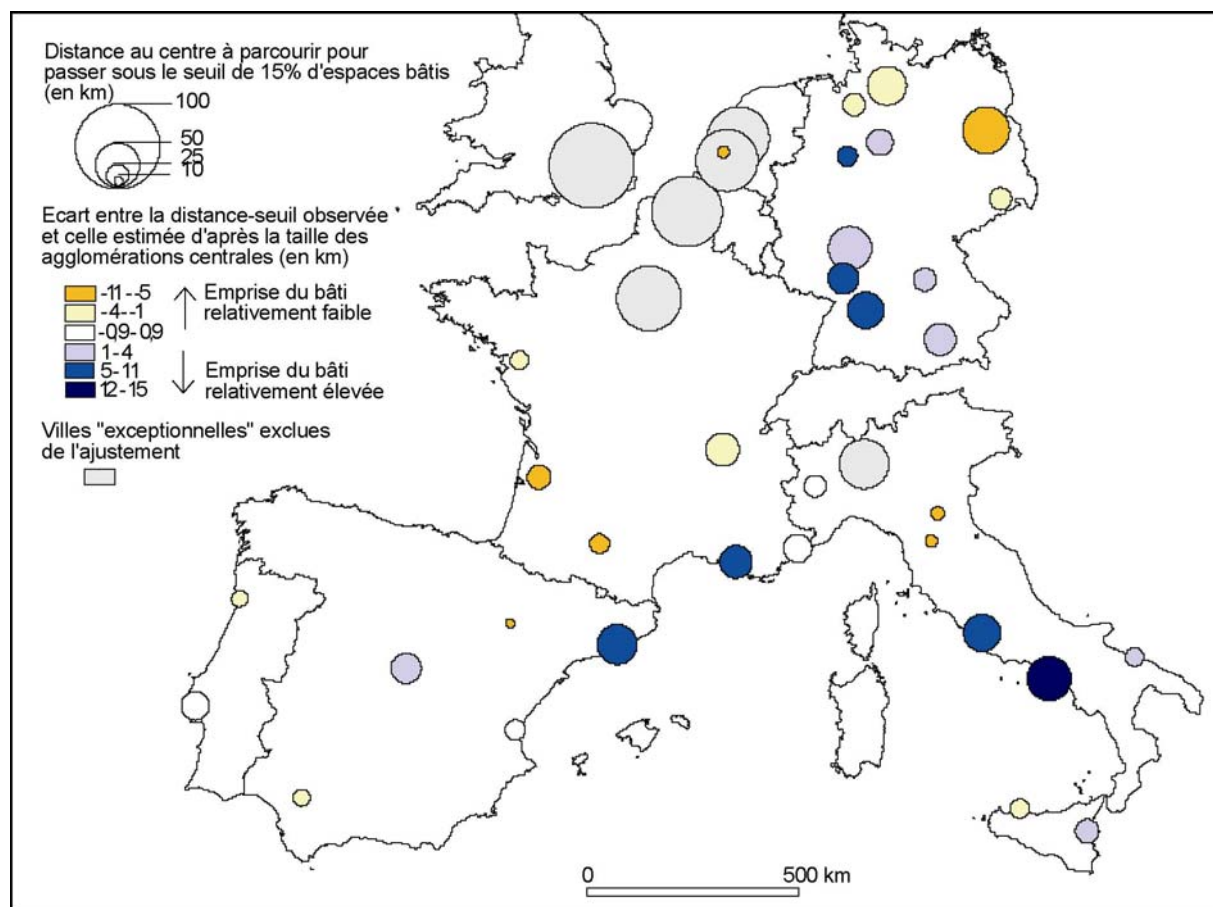 Distance au centre à parcourir pour
passer sous le seuil de 15% d'espaces bâtis
(en km)
100
50
25
10
Ecart entre la distance-seuil observée
et celle estimée d'après la taille des
agglomérations centrales (en km)
-11--5
-4--1
-0,9-0,9
1-4
5-11
12-15
Emprise du bâti
relativement faible
Emprise du bâti
relativement élevée
Villes "exceptionnelles" exclues
de l'ajustement
0 500 km